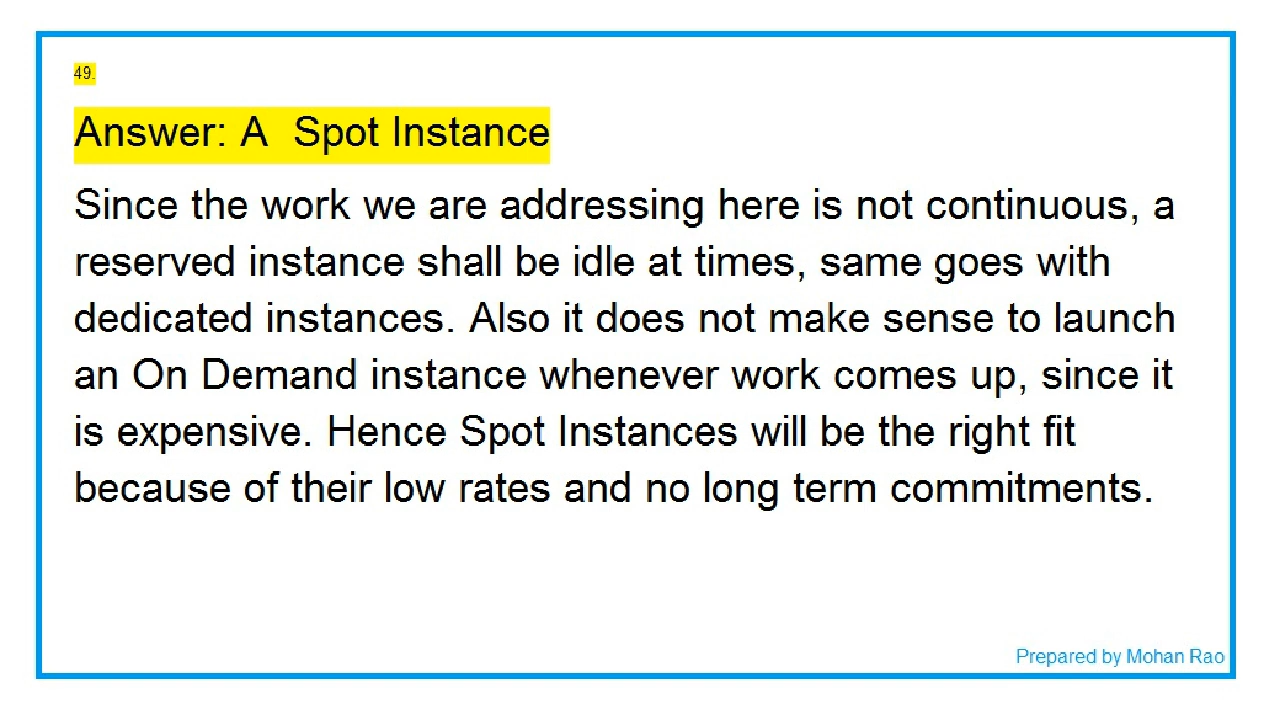 49.
Answer: A  Spot Instance
Since the work we are addressing here is not continuous, a
reserved instance shall be idle at times, same goes with
dedicated instances. Also it does not make sense to launch
an On Demand instance whenever work comes up, since it
is expensive. Hence Spot Instances will be the right fit
because of their low rates and no long term commitments.
Prepared by Mohan Rao